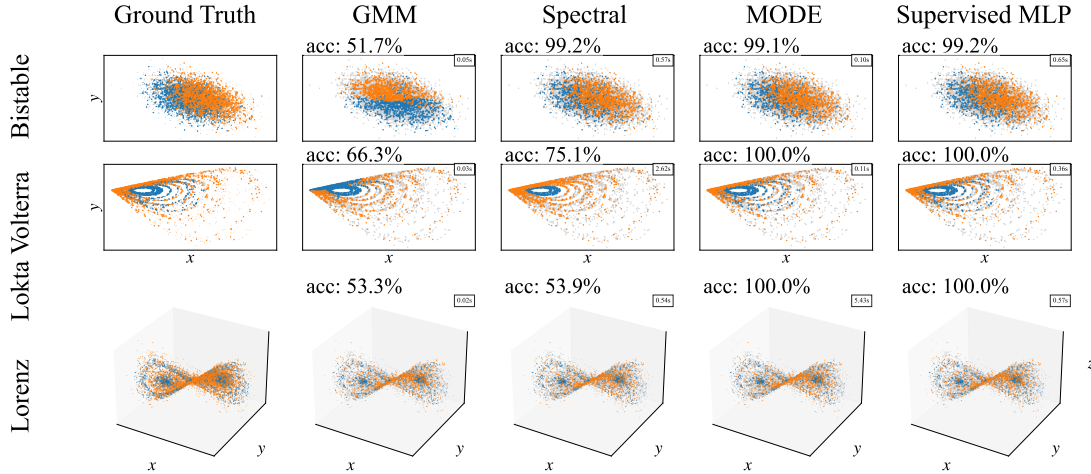 Ground Truth GMM Spectral MODE Supervised MLP
acc: 51.7% acc: 99.2% acc: 99.1% acc: 99.2%
0.05s 0.57s 0.10s 0.65s
Bistable
y
acc: 66.3% acc: 75.1% acc: 100.0% acc: 100.0%
0.03s 2.62s 0.11s 0.36s
Lokta Volterra
y
x x x x x
acc: 53.3% acc: 53.9% acc: 100.0% acc: 100.0%
0.02s 0.54s 5.43s 0.57s
Lorenz
z
y y y y y
x x x x x